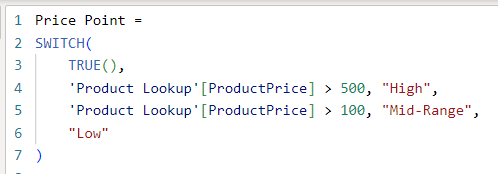 1 Price Point =
2 SWITCH(
3 TRUE(),
4 'Product Lookup'[ProductPrice] > 500, "High",
5 'Product Lookup'[ProductPrice] > 100, "Mid-Range",
6 "Low"
7 )